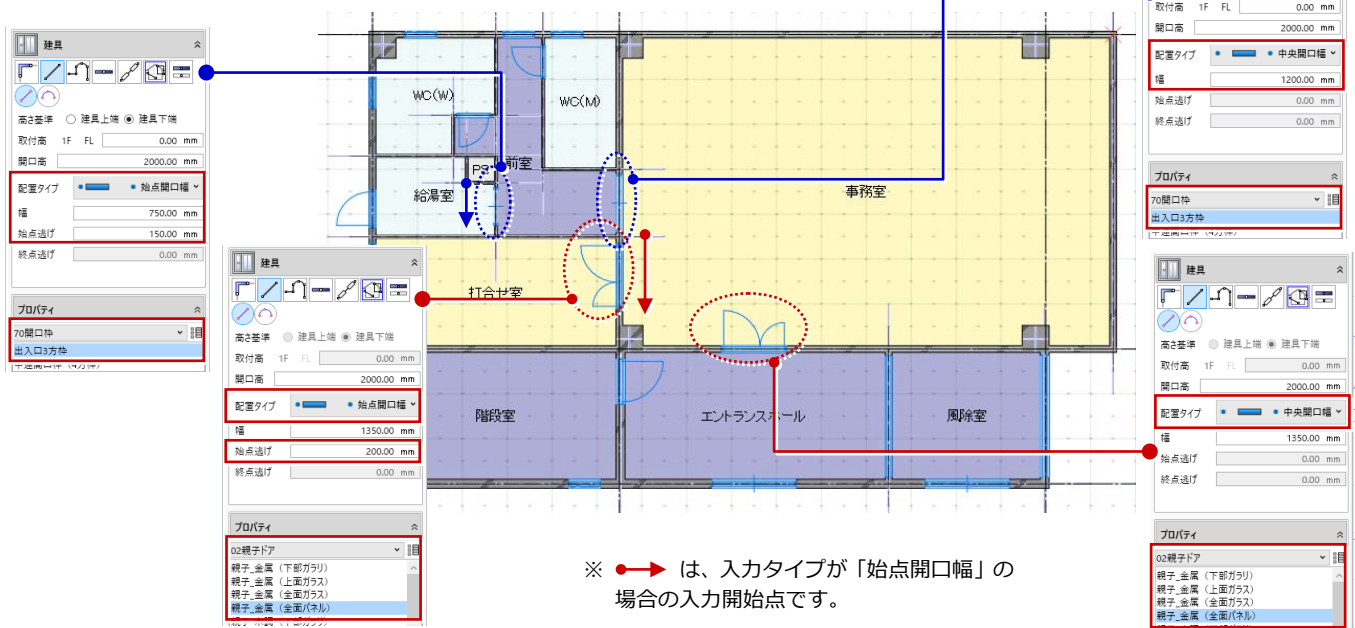 建具
高さ基準 建具上端 建具下端
取付高 1F FL 0.00 mm
開口高 2000.00 mm
配置タイプ 始点開口幅
幅 750.00 mm
始点逃げ 150.00 mm
終点逃げ 0.00 mm
プロパティ
70開口枠
出入口3方枠
WC(W)
WC(M)
PS
前室
給湯室
事務室
打合せ室
階段室
エントランスホール
風除室
取付高 1F FL 0.00 mm
開口高 2000.00 mm
配置タイプ 中央開口幅
幅 1200.00 mm
始点逃げ 0.00 mm
終点逃げ 0.00 mm
プロパティ
70開口枠
出入口3方枠
建具
高さ基準 建具上端 建具下端
取付高 1F FL 0.00 mm
開口高 2000.00 mm
配置タイプ 始点開口幅
幅 1350.00 mm
始点逃げ 200.00 mm
終点逃げ 0.00 mm
プロパティ
02親子ドア
親子_金属（下部ガラリ）
親子_金属（上面ガラス）
親子_金属（全面ガラス）
親子_金属（全面パネル）
建具
高さ基準 建具上端 建具下端
取付高 1F FL 0.00 mm
開口高 2000.00 mm
配置タイプ 中央開口幅
幅 1350.00 mm
始点逃げ 0.00 mm
終点逃げ 0.00 mm
プロパティ
02親子ドア
親子_金属（下部ガラリ）
親子_金属（上面ガラス）
親子_金属（全面ガラス）
親子_金属（全面パネル）
※ は、入力タイプが「始点開口幅」の
場合の入力開始点です。